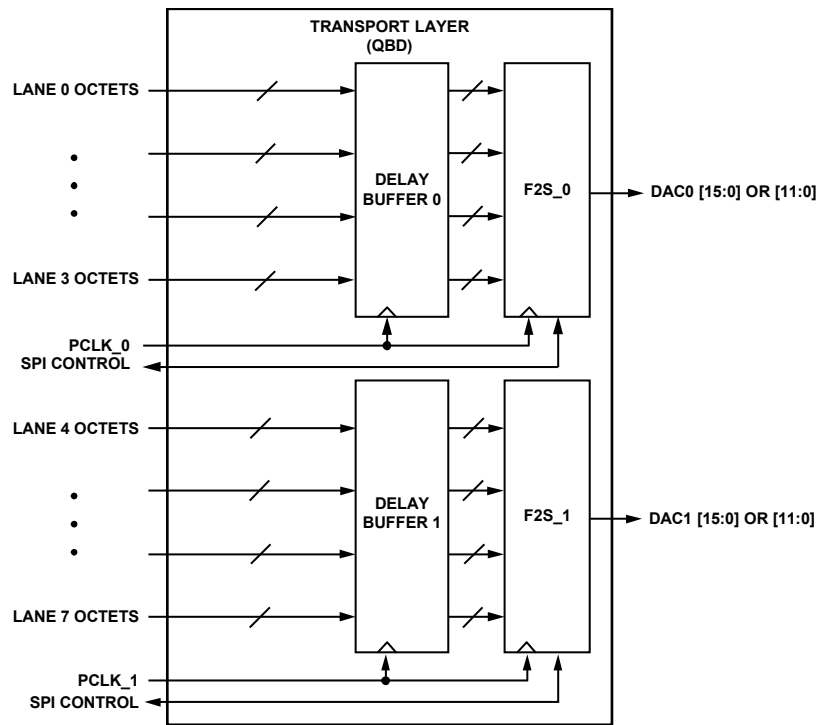 TRANSPORT LAYER
(QBD)
LANE 0 OCTETS
LANE 3 OCTETS
DELAY
BUFFER 0
F2S_0
DAC0 [15:0] OR [11:0]
PCLK_0
SPI CONTROL
LANE 4 OCTETS
LANE 7 OCTETS
DELAY
BUFFER 1
F2S_1
DAC1 [15:0] OR [11:0]
PCLK_1
SPI CONTROL